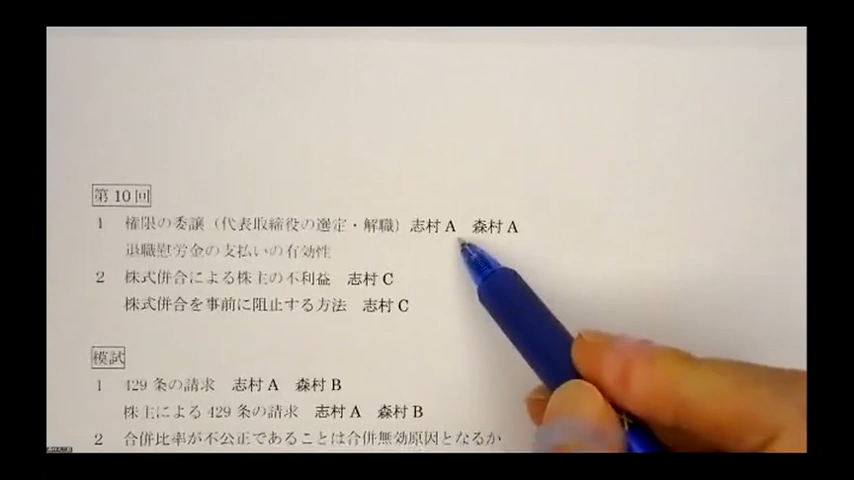 第10回
1 権限の委譲（代表取締役の選定・解職）志村A 森村A
退職慰労金の支払いの有効性
2 株式併合による株主の不利益 志村C
株式併合を事前に阻止する方法 志村C
模試
1 429条の請求 志村A 森村B
株主による429条の請求 志村A 森村B
2 合併比率が不公正であることは合併無効原因となるか